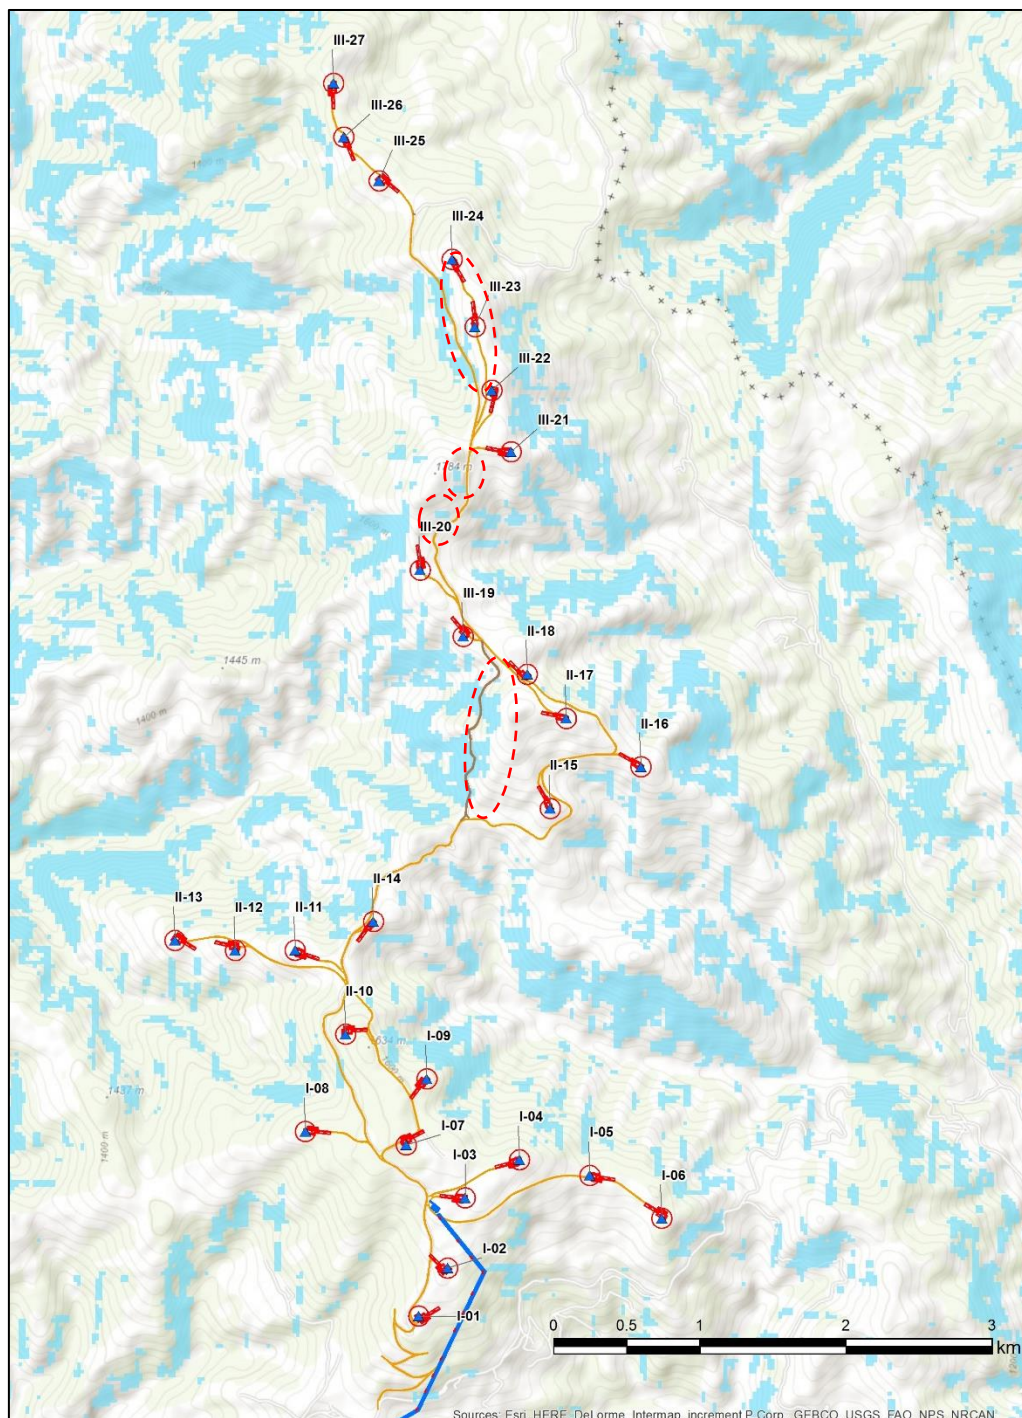 III-27
III-26
III-25
III-24
III-23
III-22
III-21
1784 m
III-20
III-19
II-18
1445 m
II-17
1400 m
II-16
II-15
II-14
II-13
II-12
II-11
II-10
I-09
1437 m
I-08
I-07
I-04
I-05
1400 m
I-03
I-06
I-02
I-01
0 0.5 1 2 3
km
Sources: Esri, HERE, DeLorme, Intermap, increment P Corp., GEBCO, USGS, FAO, NPS, NRCAN,